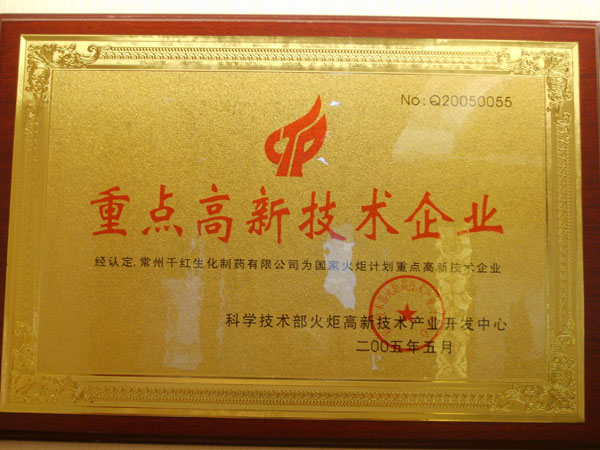 No:Q20050055
重点高新技术企业
经认定,常州千红生化制药有限公司为国家火炬计划重点高新技术企业
科学技术部火炬高新技术产业开发中心
二00五年五月